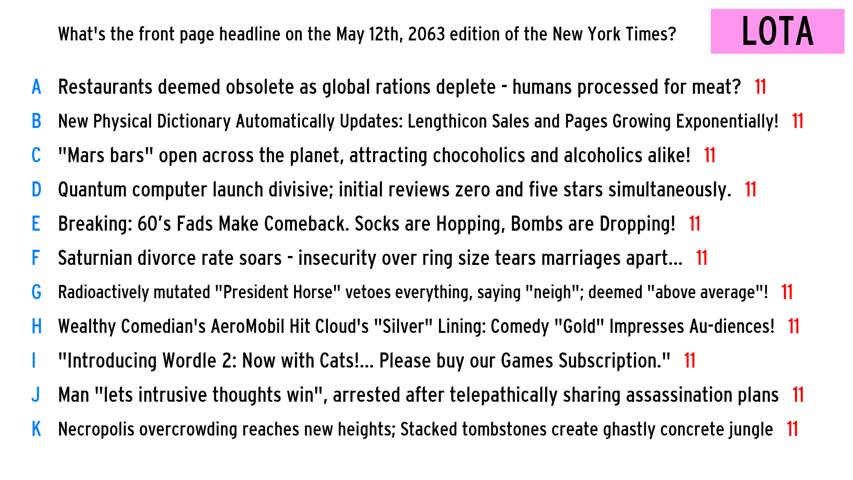 What's the front page headline on the May 12th, 2063 edition of the New York Times?
LOTA
A Restaurants deemed obsolete as global rations deplete - humans processed for meat? 11
B New Physical Dictionary Automatically Updates: Lengthicon Sales and Pages Growing Exponentially! 11
C "Mars bars" open across the planet, attracting chocoholics and alcoholics alike! 11
D Quantum computer launch divisive; initial reviews zero and five stars simultaneously. 11
E Breaking: 60’s Fads Make Comeback. Socks are Hopping, Bombs are Dropping! 11
F Saturnian divorce rate soars - insecurity over ring size tears marriages apart... 11
G Radioactively mutated "President Horse" vetoes everything, saying "neigh"; deemed "above average"! 11
H Wealthy Comedian's AeroMobil Hit Cloud's "Silver" Lining: Comedy "Gold" Impresses Au-diences! 11
I "Introducing Wordle 2: Now with Cats!... Please buy our Games Subscription." 11
J Man "lets intrusive thoughts win", arrested after telepathically sharing assassination plans 11
K Necropolis overcrowding reaches new heights; Stacked tombstones create ghastly concrete jungle 11